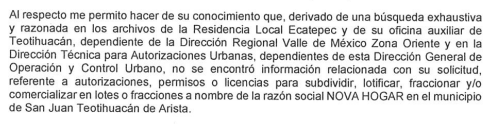 Al respecto me permito hacer de su conocimiento que, derivado de una búsqueda exhaustiva
y razonada en los archivos de la Residencia Local Ecatepec y de su oficina auxiliar de
Teotihuacán, dependiente de la Dirección Regional Valle de México Zona Oriente y en la
Dirección Técnica para Autorizaciones Urbanas, dependientes de esta Dirección General de
Operación y Control Urbano, no se encontró información relacionada con su solicitud,
referente a autorizaciones, permisos o licencias para subdividir, lotificar, fraccionar y/o
comercializar en lotes o fracciones a nombre de la razón social NOVA HOGAR en el municipio
de San Juan Teotihuacán de Arista.